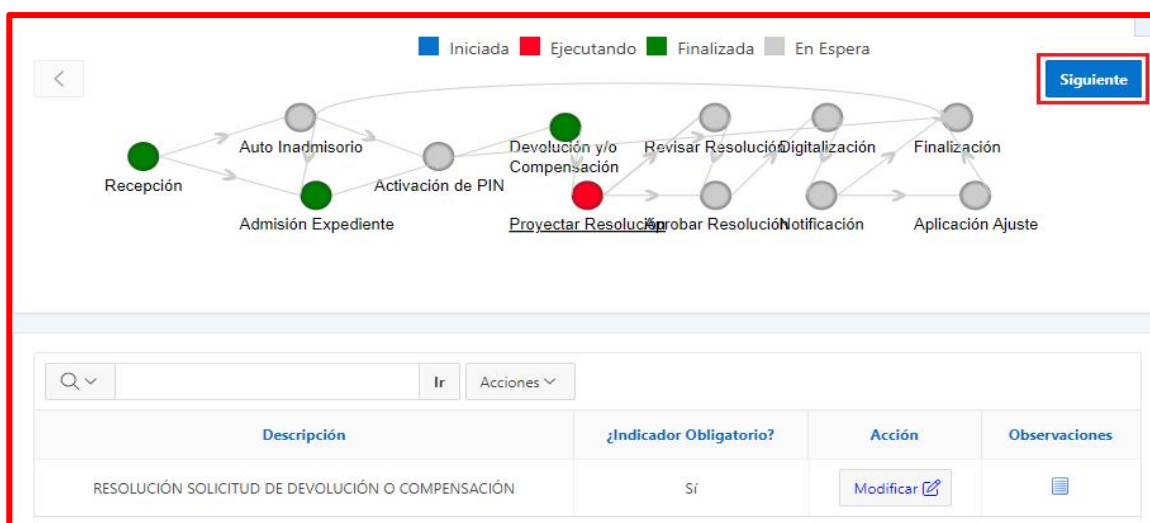 Iniciada Ejecutando Finalizada En Espera
Siguiente
Auto Inadmisorio
Devolución y/o
Compensación
Revisar Resolución
Digitalización
Finalización
Recepción
Activación de PIN
Admisión Expediente
Proyectar Resolución
Aprobar Resolución
Notificación
Aplicación Ajuste
Ir
Acciones
Descripción ¿Indicador Obligatorio? Acción Observaciones
RESOLUCIÓN SOLICITUD DE DEVOLUCIÓN O COMPENSACIÓN Sí Modificar